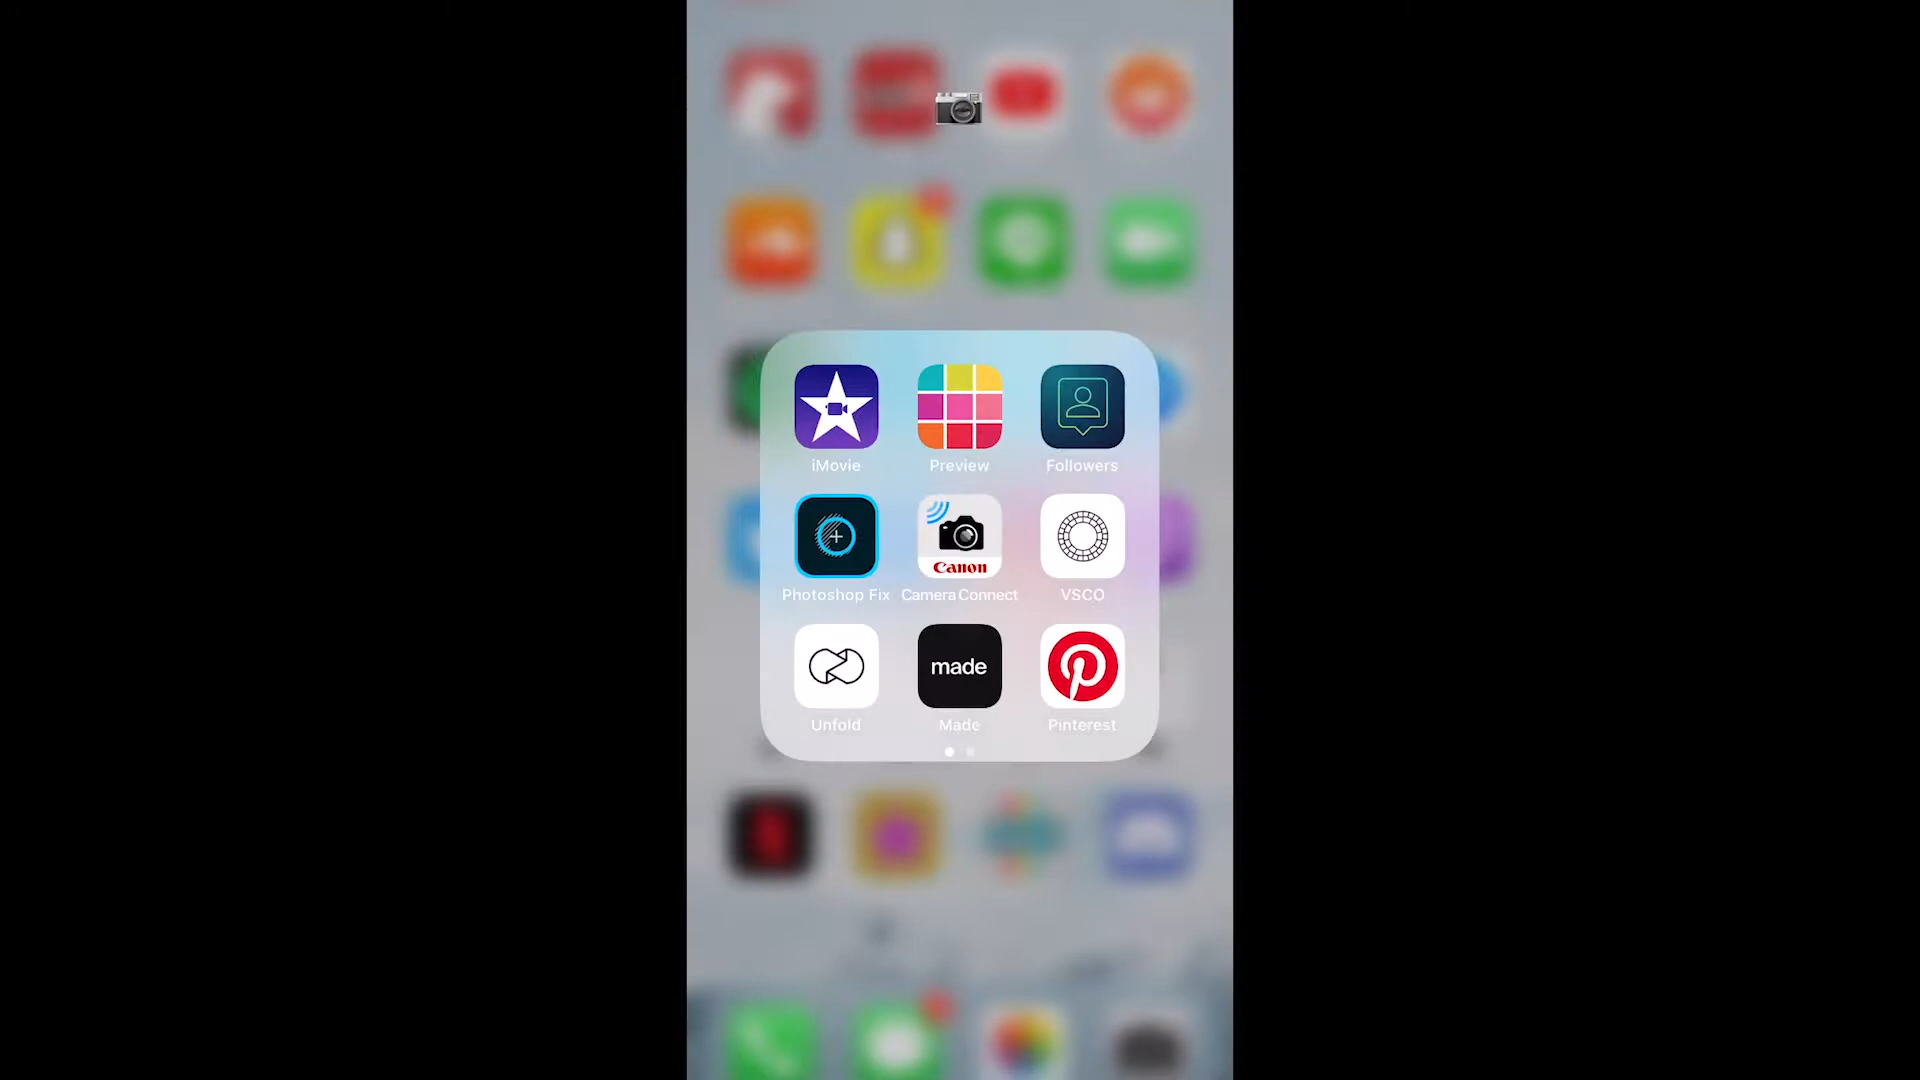 iMovie Preview Followers
Canon
Photoshop Fix Camera Connect VSCO
made
Unfold Made Pinterest